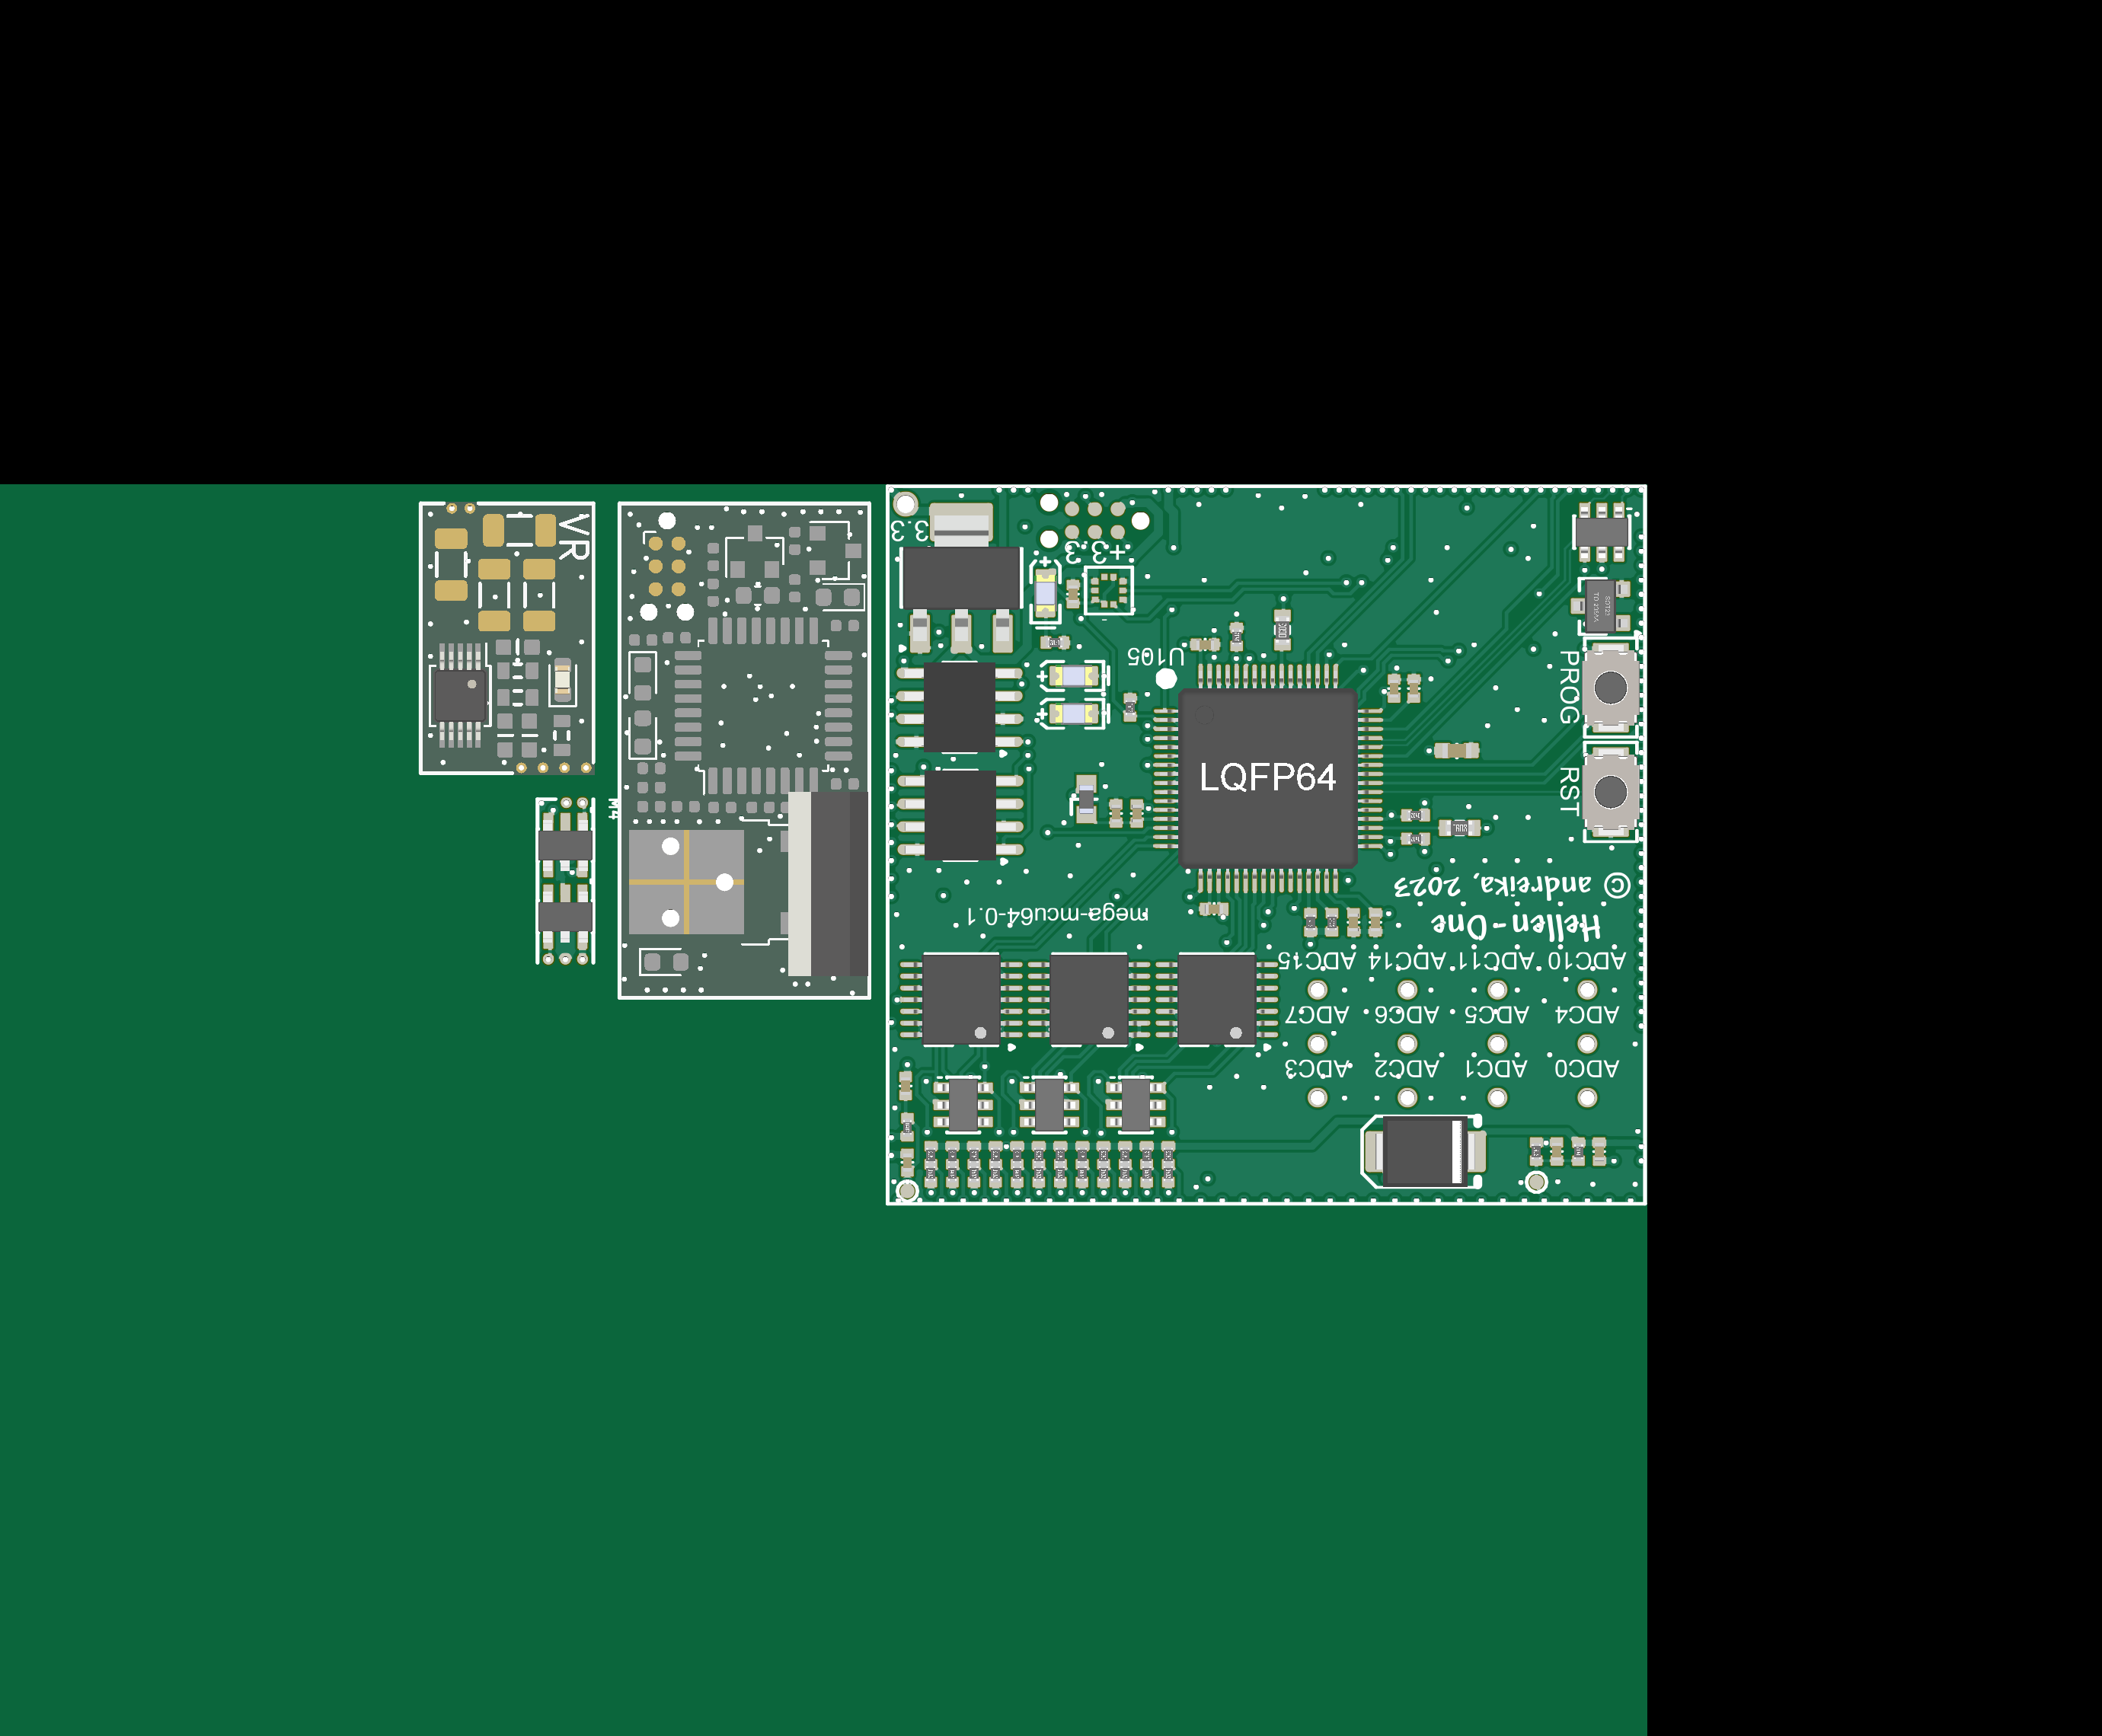 VR
3.3
+3.3
U105
PROG
LQFP64
RST
M4
© andreika, 2023
Hellen-One
mega-mcu64-0.1
ADC15 ADC14 ADC11 ADC10
ADC7 ADC6 ADC5 ADC4
ADC3 ADC2 ADC1 ADC0